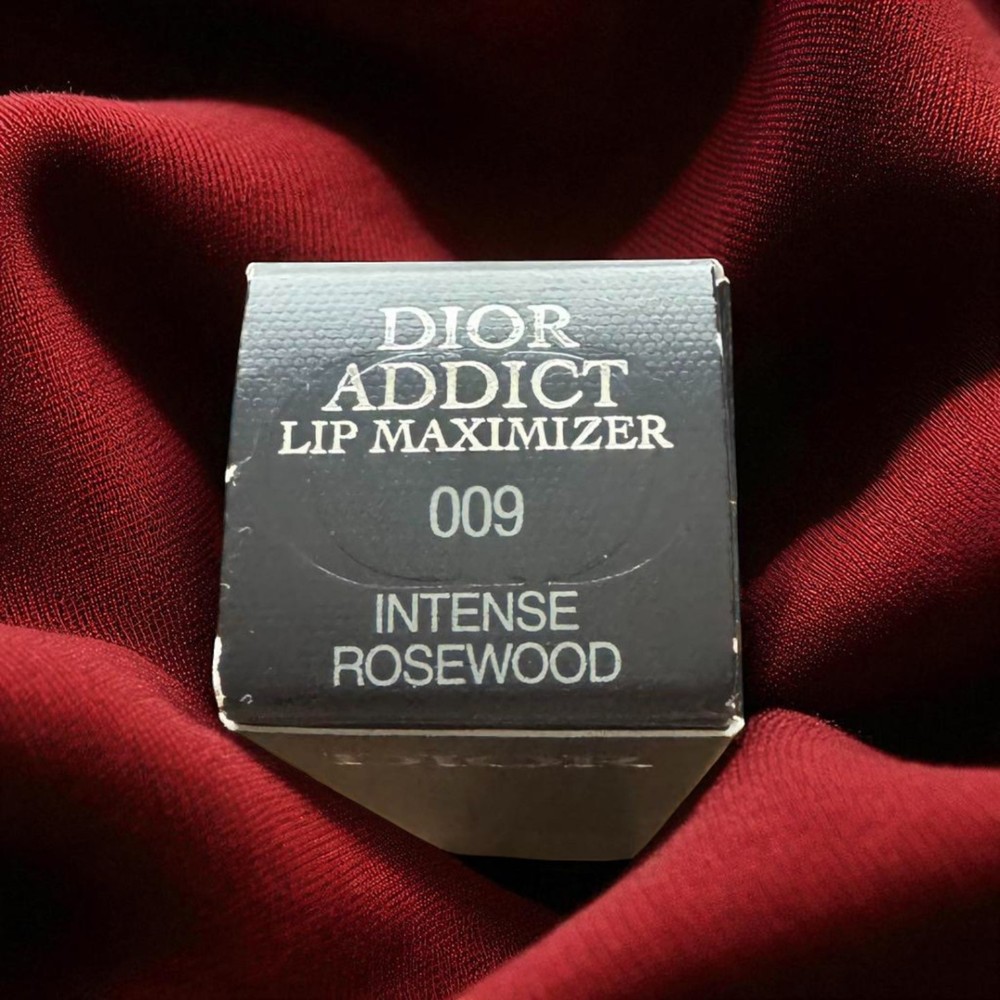 DIOR
ADDICT
LIP MAXIMIZER
009
INTENSE
ROSEWOOD